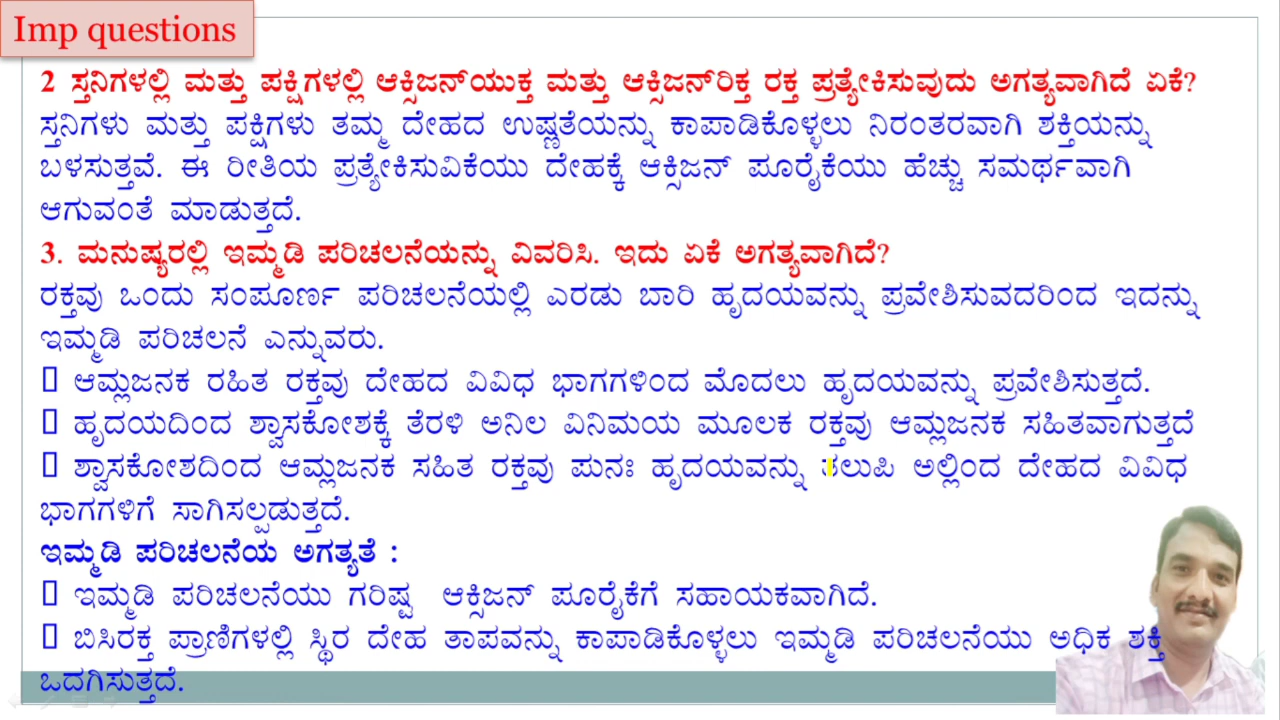 Imp questions
2 ಸ್ತನಿಗಳಲ್ಲಿ ಮತ್ತು ಪಕ್ಷಿಗಳಲ್ಲಿ ಆಕ್ಸಿಜನ್‌ಯುಕ್ತ ಮತ್ತು ಆಕ್ಸಿಜನ್‌ರಿಕ್ತ ರಕ್ತ ಪ್ರತ್ಯೇಕಿಸುವುದು ಅಗತ್ಯವಾಗಿದೆ ಏಕೆ?
ಸ್ತನಿಗಳು ಮತ್ತು ಪಕ್ಷಿಗಳು ತಮ್ಮ ದೇಹದ ಉಷ್ಣತೆಯನ್ನು ಕಾಪಾಡಿಕೊಳ್ಳಲು ನಿರಂತರವಾಗಿ ಶಕ್ತಿಯನ್ನು
ಬಳಸುತ್ತವೆ. ಈ ರೀತಿಯ ಪ್ರತ್ಯೇಕಿಸುವಿಕೆಯು ದೇಹಕ್ಕೆ ಆಕ್ಸಿಜನ್ ಪೂರೈಕೆಯು ಹೆಚ್ಚು ಸಮರ್ಥವಾಗಿ
ಆಗುವಂತೆ ಮಾಡುತ್ತದೆ.
3. ಮನುಷ್ಯರಲ್ಲಿ ಇಮ್ಮಡಿ ಪರಿಚಲನೆಯನ್ನು ವಿವರಿಸಿ. ಇದು ಏಕೆ ಅಗತ್ಯವಾಗಿದೆ?
ರಕ್ತವು ಒಂದು ಸಂಪೂರ್ಣ ಪರಿಚಲನೆಯಲ್ಲಿ ಎರಡು ಬಾರಿ ಹೃದಯವನ್ನು ಪ್ರವೇಶಿಸುವದರಿಂದ ಇದನ್ನು
ಇಮ್ಮಡಿ ಪರಿಚಲನೆ ಎನ್ನುವರು.
ಆಮ್ಲಜನಕ ರಹಿತ ರಕ್ತವು ದೇಹದ ವಿವಿಧ ಭಾಗಗಳಿಂದ ಮೊದಲು ಹೃದಯವನ್ನು ಪ್ರವೇಶಿಸುತ್ತದೆ.
ಹೃದಯದಿಂದ ಶ್ವಾಸಕೋಶಕ್ಕೆ ತೆರಳಿ ಅನಿಲ ವಿನಿಮಯ ಮೂಲಕ ರಕ್ತವು ಆಮ್ಲಜನಕ ಸಹಿತವಾಗುತ್ತದೆ
ಶ್ವಾಸಕೋಶದಿಂದ ಆಮ್ಲಜನಕ ಸಹಿತ ರಕ್ತವು ಪುನಃ ಹೃದಯವನ್ನು ತಲುಪಿ ಅಲ್ಲಿಂದ ದೇಹದ ವಿವಿಧ
ಭಾಗಗಳಿಗೆ ಸಾಗಿಸಲ್ಪಡುತ್ತದೆ.
ಇಮ್ಮಡಿ ಪರಿಚಲನೆಯ ಅಗತ್ಯತೆ :
ಇಮ್ಮಡಿ ಪರಿಚಲನೆಯು ಗರಿಷ್ಟ ಆಕ್ಸಿಜನ್ ಪೂರೈಕೆಗೆ ಸಹಾಯಕವಾಗಿದೆ.
ಬಿಸಿರಕ್ತ ಪ್ರಾಣಿಗಳಲ್ಲಿ ಸ್ಥಿರ ದೇಹ ತಾಪವನ್ನು ಕಾಪಾಡಿಕೊಳ್ಳಲು ಇಮ್ಮಡಿ ಪರಿಚಲನೆಯು ಅಧಿಕ ಶಕ್ತಿ
ಒದಗಿಸುತ್ತದೆ.